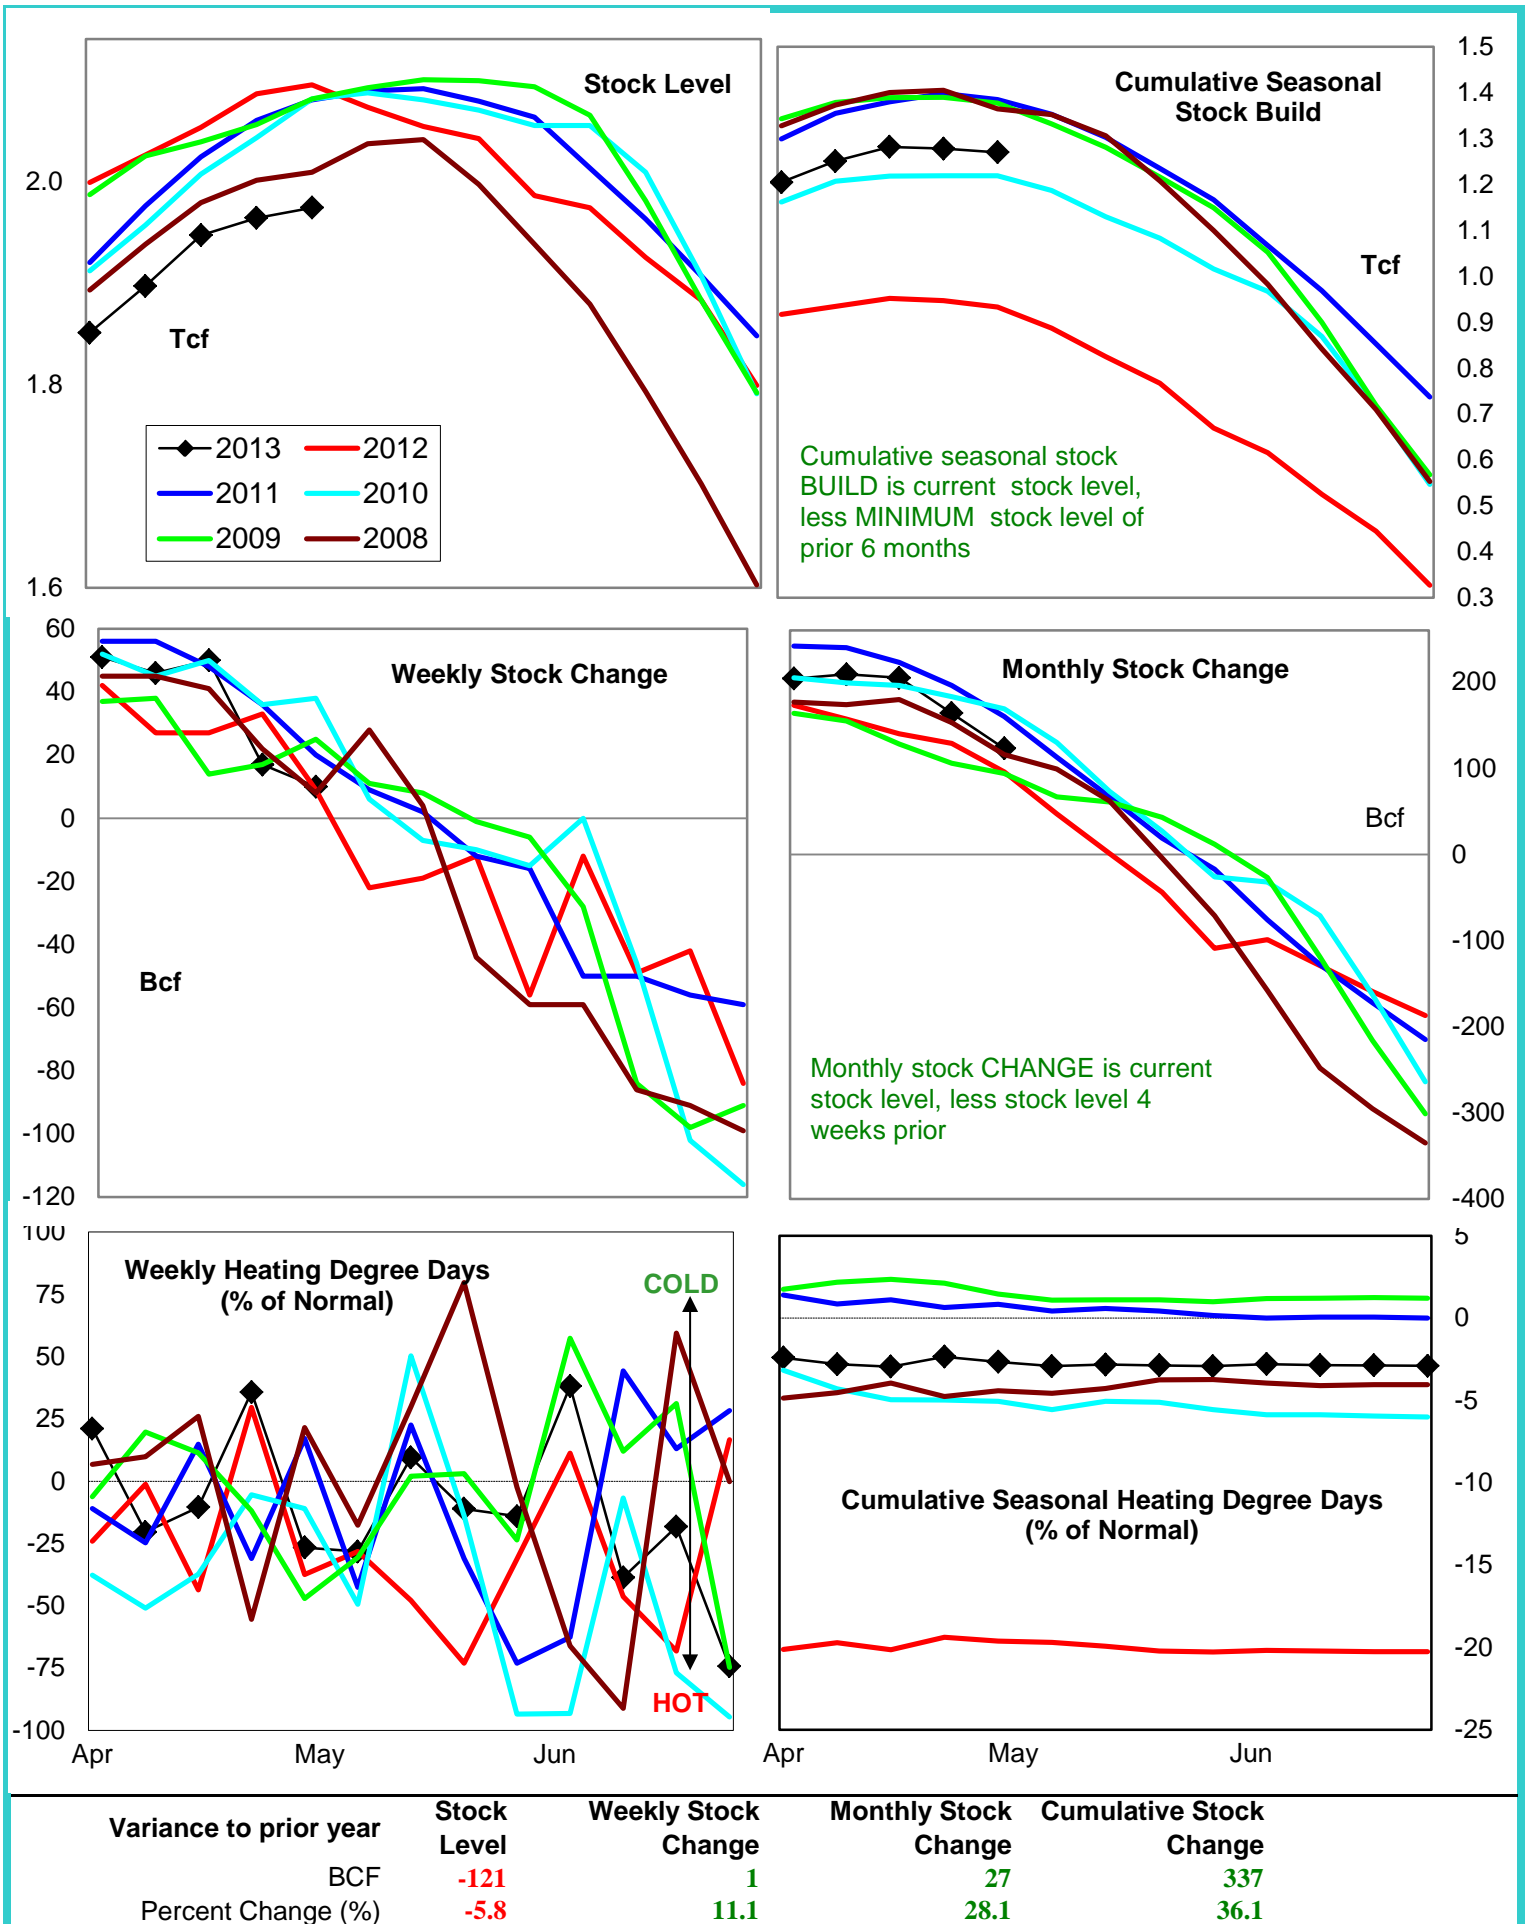 Stock Level
2.0
1.8
1.6
Tcf
2013
2012
2011
2010
2009
2008
Cumulative Seasonal
Stock Build
1.5
1.4
1.3
1.2
1.1
1.0
0.9
0.8
0.7
0.6
0.5
0.4
0.3
Tcf
Cumulative seasonal stock
BUILD is current stock level,
less MINIMUM stock level of
prior 6 months
Weekly Stock Change
60
40
20
0
-20
-40
-60
-80
-100
-120
Bcf
Monthly Stock Change
200
100
0
-100
-200
-300
-400
Bcf
Monthly stock CHANGE is current
stock level, less stock level 4
weeks prior
Weekly Heating Degree Days
(% of Normal)
100
75
50
25
0
-25
-50
-75
-100
COLD
HOT
Apr
May
Jun
5
0
-5
-10
-15
-20
-25
Cumulative Seasonal Heating Degree Days
(% of Normal)
Apr
May
Jun
Variance to prior year
Stock
Level
Weekly Stock
Change
Monthly Stock
Change
Cumulative Stock
Change
BCF -121 1 27 337
Percent Change (%) -5.8 11.1 28.1 36.1